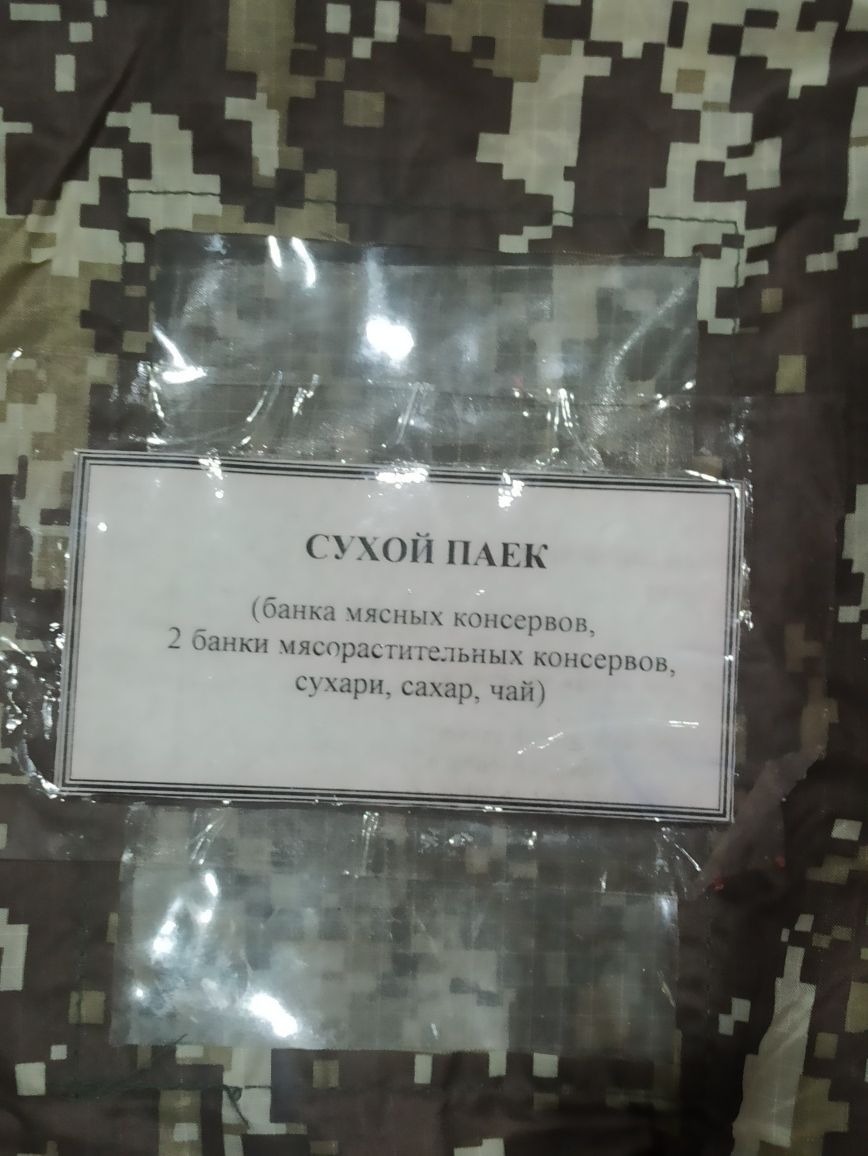 СУХОЙ ПАЕК
(банка мясных консервов,
2 банки мясорастительных консервов,
сухари, сахар, чай)